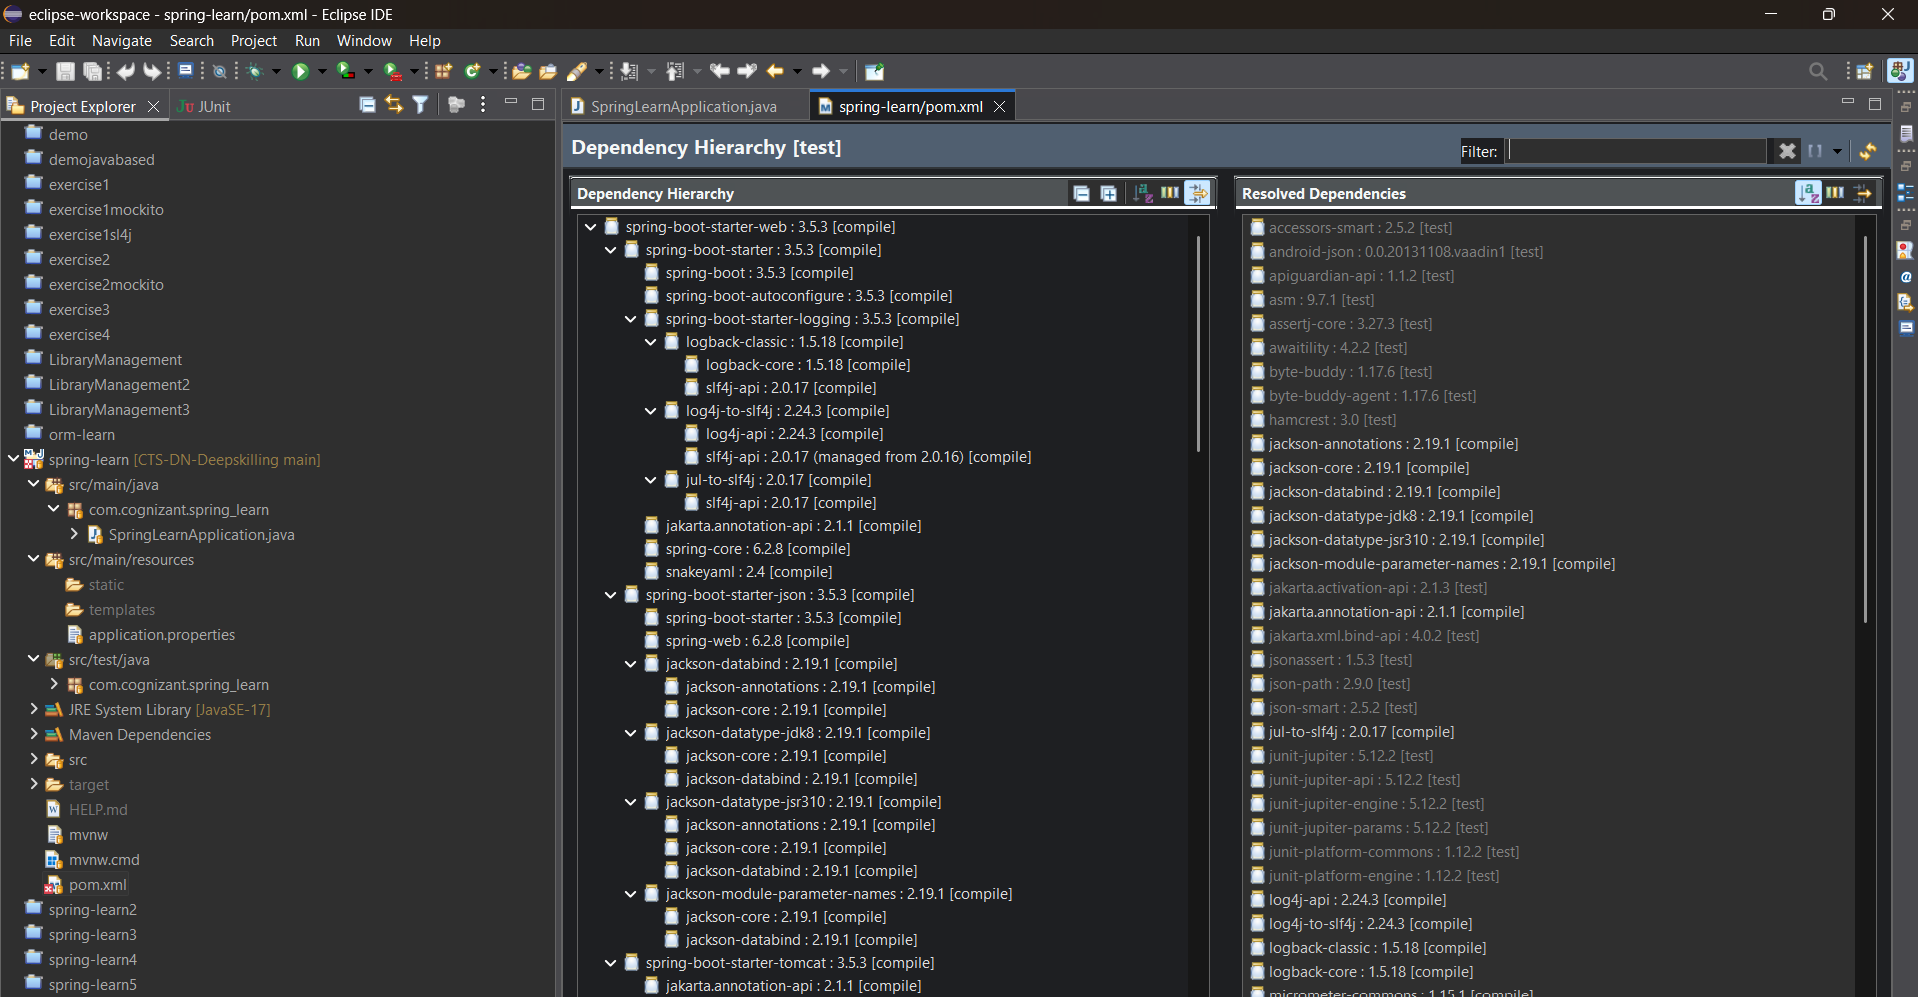 eclipse-workspace - spring-learn/pom.xml - Eclipse IDE
File Edit Navigate Search Project Run Window Help
Project Explorer
JUnit
demo
demojavabased
exercise1
exercise1mockito
exercise1sl4j
exercise2
exercise2mockito
exercise3
exercise4
LibraryManagement
LibraryManagement2
LibraryManagement3
orm-learn
spring-learn [CTS-DN-Deepskilling main]
src/main/java
com.cognizant.spring_learn
SpringLearnApplication.java
src/main/resources
static
templates
application.properties
src/test/java
com.cognizant.spring_learn
JRE System Library [JavaSE-17]
Maven Dependencies
src
target
HELP.md
mvnw
mvnw.cmd
pom.xml
spring-learn2
spring-learn3
spring-learn4
spring-learn5
SpringLearnApplication.java
spring-learn/pom.xml
Dependency Hierarchy [test]
Filter:
Dependency Hierarchy
spring-boot-starter-web : 3.5.3 [compile]
spring-boot-starter : 3.5.3 [compile]
spring-boot : 3.5.3 [compile]
spring-boot-autoconfigure : 3.5.3 [compile]
spring-boot-starter-logging : 3.5.3 [compile]
logback-classic : 1.5.18 [compile]
logback-core : 1.5.18 [compile]
slf4j-api : 2.0.17 [compile]
log4j-to-slf4j : 2.24.3 [compile]
log4j-api : 2.24.3 [compile]
slf4j-api : 2.0.17 (managed from 2.0.16) [compile]
jul-to-slf4j : 2.0.17 [compile]
slf4j-api : 2.0.17 [compile]
jakarta.annotation-api : 2.1.1 [compile]
spring-core : 6.2.8 [compile]
snakeyaml : 2.4 [compile]
spring-boot-starter-json : 3.5.3 [compile]
spring-boot-starter : 3.5.3 [compile]
spring-web : 6.2.8 [compile]
jackson-databind : 2.19.1 [compile]
jackson-annotations : 2.19.1 [compile]
jackson-core : 2.19.1 [compile]
jackson-datatype-jdk8 : 2.19.1 [compile]
jackson-core : 2.19.1 [compile]
jackson-databind : 2.19.1 [compile]
jackson-datatype-jsr310 : 2.19.1 [compile]
jackson-annotations : 2.19.1 [compile]
jackson-core : 2.19.1 [compile]
jackson-databind : 2.19.1 [compile]
jackson-module-parameter-names : 2.19.1 [compile]
jackson-core : 2.19.1 [compile]
jackson-databind : 2.19.1 [compile]
spring-boot-starter-tomcat : 3.5.3 [compile]
jakarta.annotation-api : 2.1.1 [compile]
Resolved Dependencies
accessors-smart : 2.5.2 [test]
android-json : 0.0.20131108.vaadin1 [test]
apiguardian-api : 1.1.2 [test]
asm : 9.7.1 [test]
assertj-core : 3.27.3 [test]
awaitility : 4.2.2 [test]
byte-buddy : 1.17.6 [test]
byte-buddy-agent : 1.17.6 [test]
hamcrest : 3.0 [test]
jackson-annotations : 2.19.1 [compile]
jackson-core : 2.19.1 [compile]
jackson-databind : 2.19.1 [compile]
jackson-datatype-jdk8 : 2.19.1 [compile]
jackson-datatype-jsr310 : 2.19.1 [compile]
jackson-module-parameter-names : 2.19.1 [compile]
jakarta.activation-api : 2.1.3 [test]
jakarta.annotation-api : 2.1.1 [compile]
jakarta.xml.bind-api : 4.0.2 [test]
jsonassert : 1.5.3 [test]
json-path : 2.9.0 [test]
json-smart : 2.5.2 [test]
jul-to-slf4j : 2.0.17 [compile]
junit-jupiter : 5.12.2 [test]
junit-jupiter-api : 5.12.2 [test]
junit-jupiter-engine : 5.12.2 [test]
junit-jupiter-params : 5.12.2 [test]
junit-platform-commons : 1.12.2 [test]
junit-platform-engine : 1.12.2 [test]
log4j-api : 2.24.3 [compile]
log4j-to-slf4j : 2.24.3 [compile]
logback-classic : 1.5.18 [compile]
logback-core : 1.5.18 [compile]
micrometer-commons : 1.15.1 [compile]